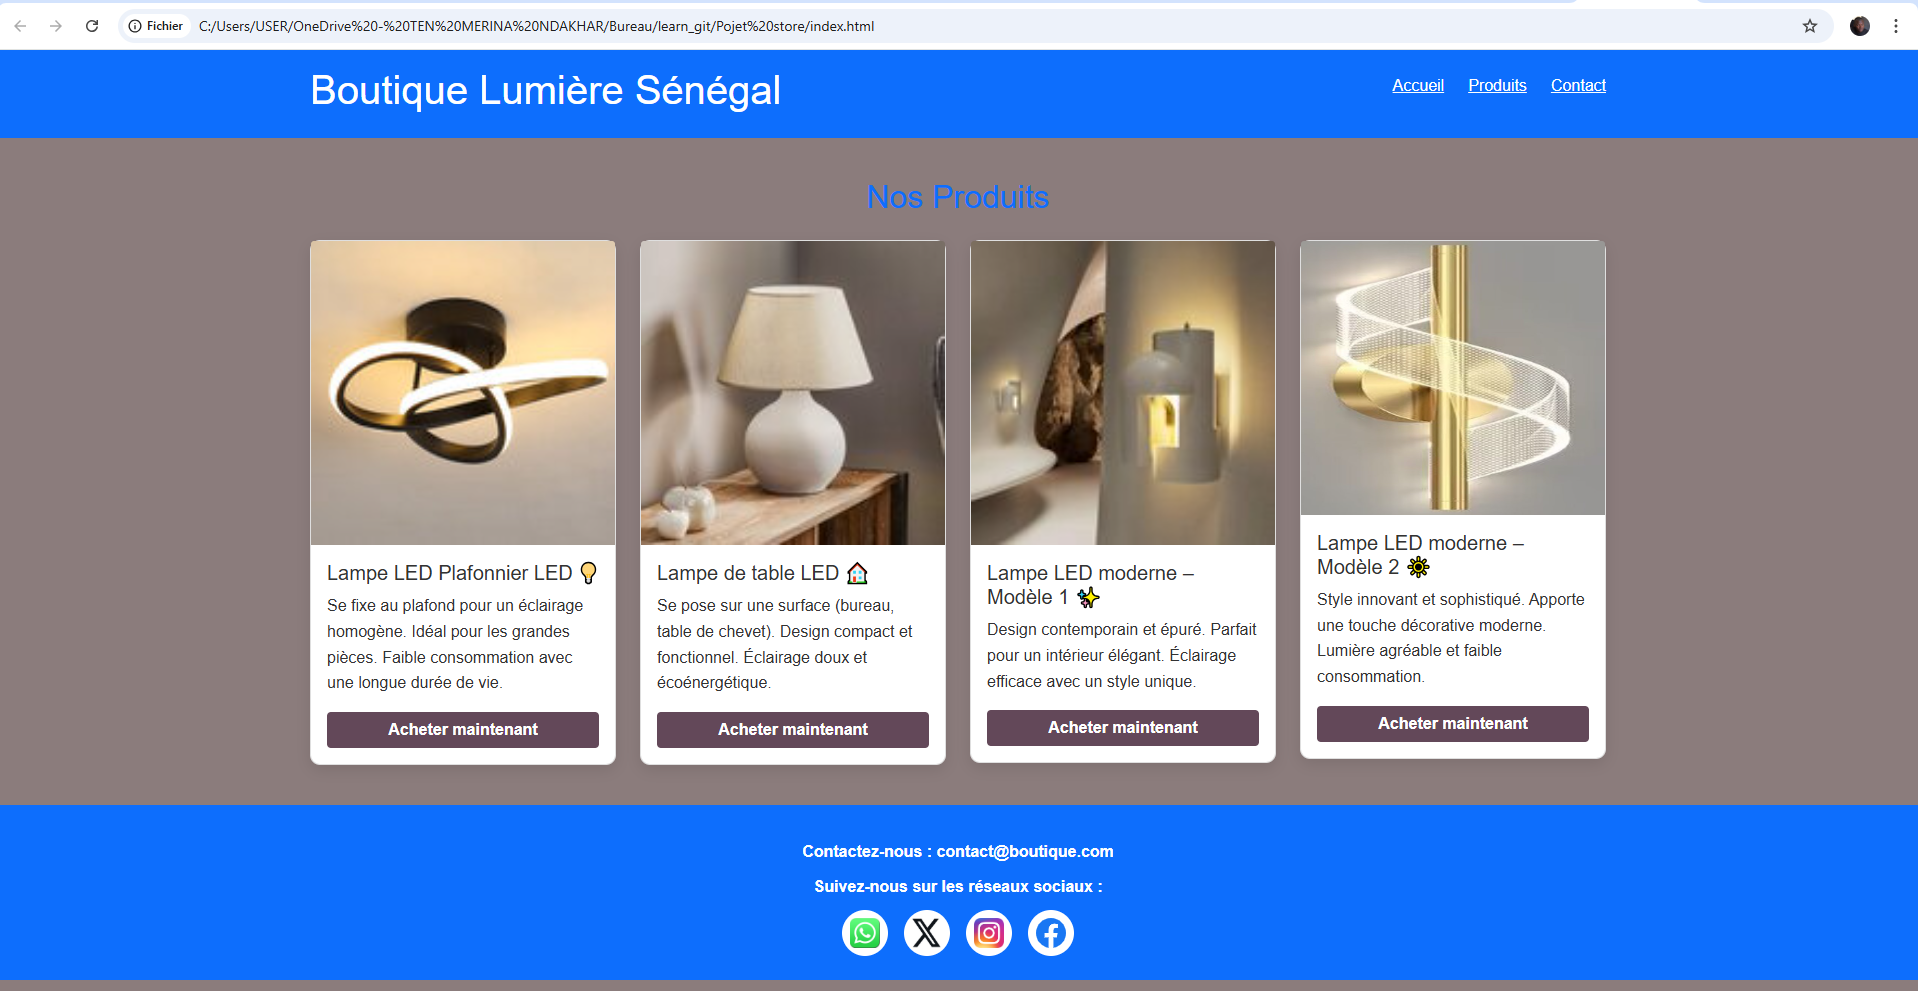 Fichier C:/Users/USER/OneDrive%20-%20TEN%20MERINA%20NDAKHAR/Bureau/learn_git/Pojet%20store/index.html
Boutique Lumière Sénégal
Accueil Produits Contact
Nos Produits
Lampe LED Plafonnier LED 💡
Se fixe au plafond pour un éclairage
homogène. Idéal pour les grandes
pièces. Faible consommation avec
une longue durée de vie.
Acheter maintenant
Lampe de table LED 🏠
Se pose sur une surface (bureau,
table de chevet). Design compact et
fonctionnel. Éclairage doux et
écoénergétique.
Acheter maintenant
Lampe LED moderne –
Modèle 1 ✨
Design contemporain et épuré. Parfait
pour un intérieur élégant. Éclairage
efficace avec un style unique.
Acheter maintenant
Lampe LED moderne –
Modèle 2 🔆
Style innovant et sophistiqué. Apporte
une touche décorative moderne.
Lumière agréable et faible
consommation.
Acheter maintenant
Contactez-nous : contact@boutique.com
Suivez-nous sur les réseaux sociaux :